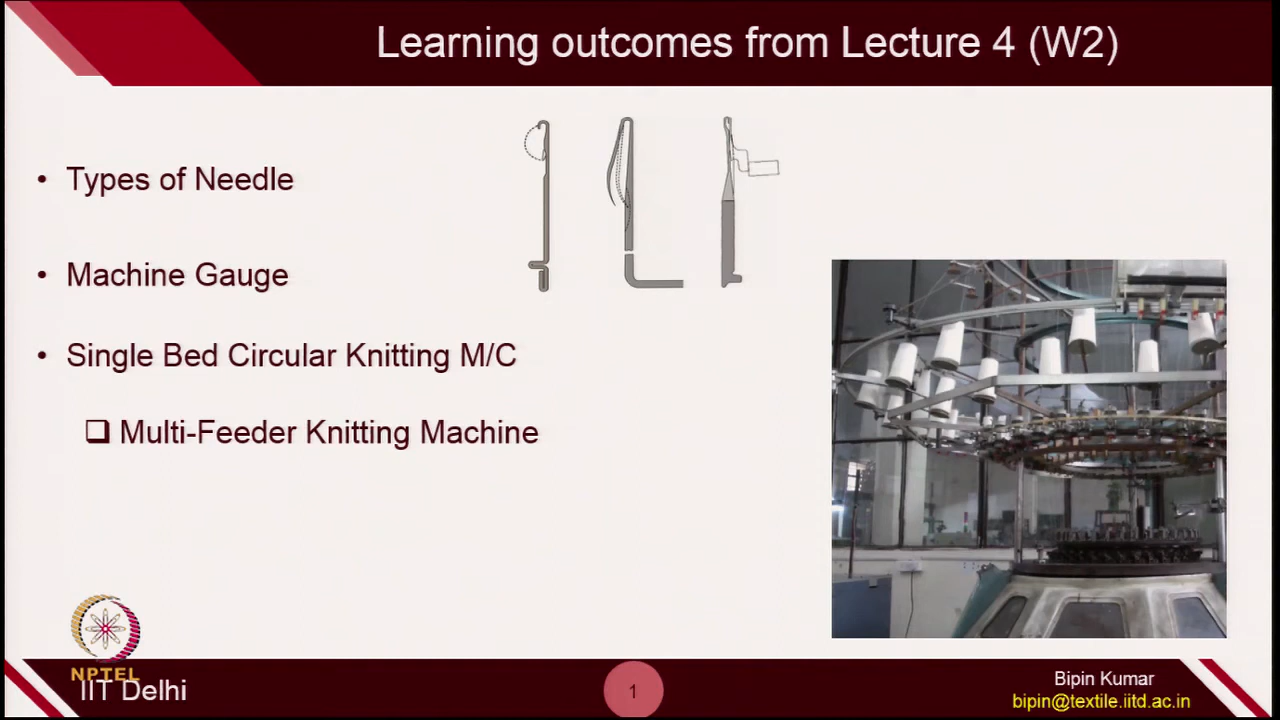 Learning outcomes from Lecture 4 (W2)
• Types of Needle
• Machine Gauge
• Single Bed Circular Knitting M/C
❑ Multi-Feeder Knitting Machine
NPTEL
IIT Delhi
1
Bipin Kumar
bipin@textile.iitd.ac.in